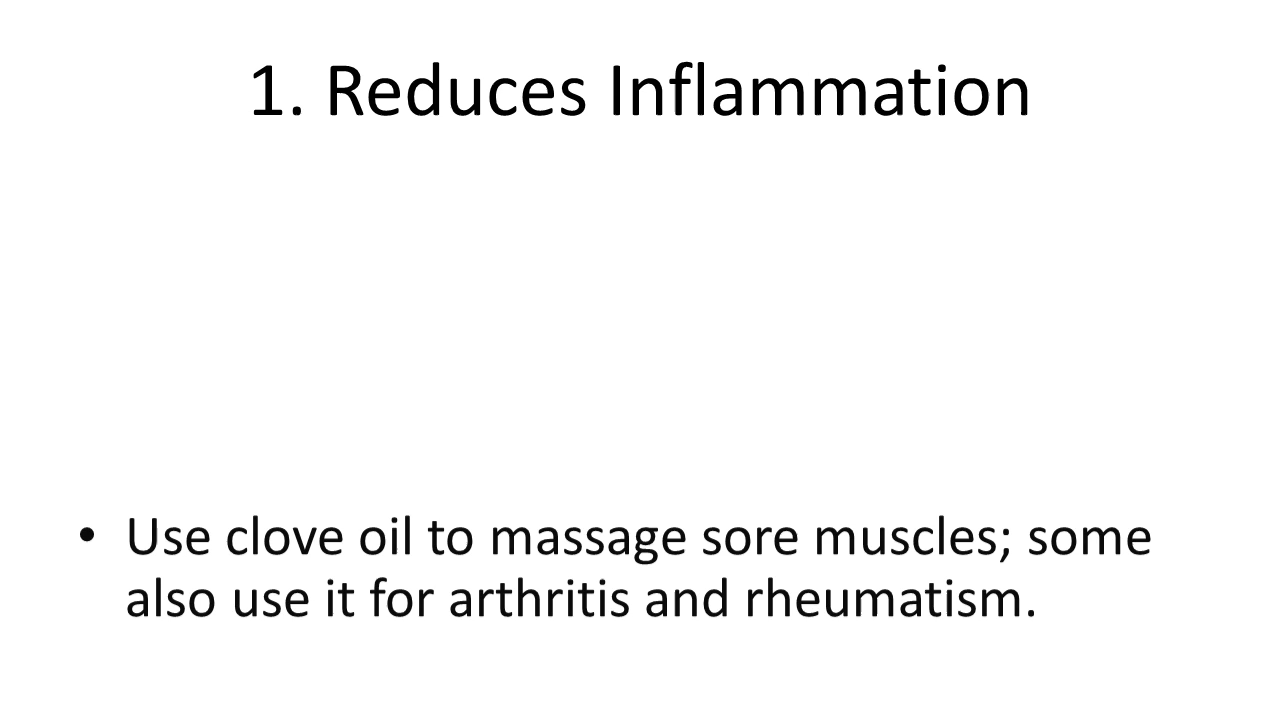 1. Reduces Inflammation
• Use clove oil to massage sore muscles; some
also use it for arthritis and rheumatism.